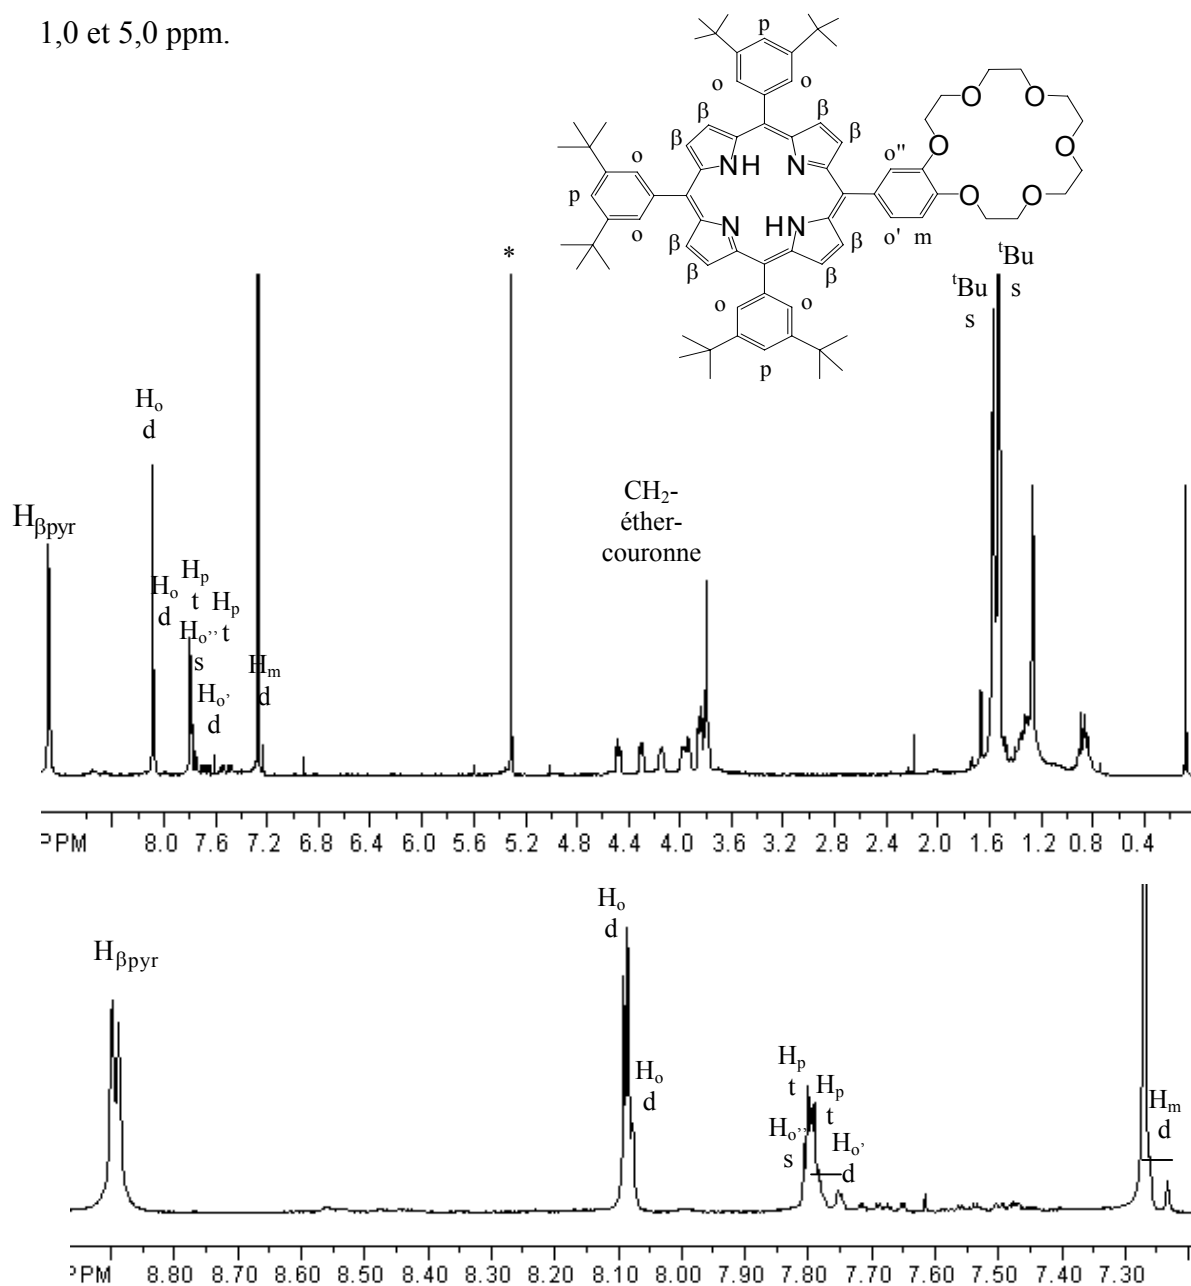 1,0 et 5,0 ppm.
p
o o
β β
β β
O O
O O
O O
o''
NH N
N HN
o' m
o
p
o
β β
β β
o o
p
*
tBu
s
tBu
s
Ho
d
Hβpyr
Ho
d
Hp
t
Hp
t
Ho''
s
Ho'
d
Hm
d
CH2-
éther-
couronne
PPM 8.0 7.6 7.2 6.8 6.4 6.0 5.6 5.2 4.8 4.4 4.0 3.6 3.2 2.8 2.4 2.0 1.6 1.2 0.8 0.4
Ho
d
Hβpyr
Ho
d
Hp
t
Hp
t
Ho''
s
Ho'
d
Hm
d
PPM 8.80 8.70 8.60 8.50 8.40 8.30 8.20 8.10 8.00 7.90 7.80 7.70 7.60 7.50 7.40 7.30